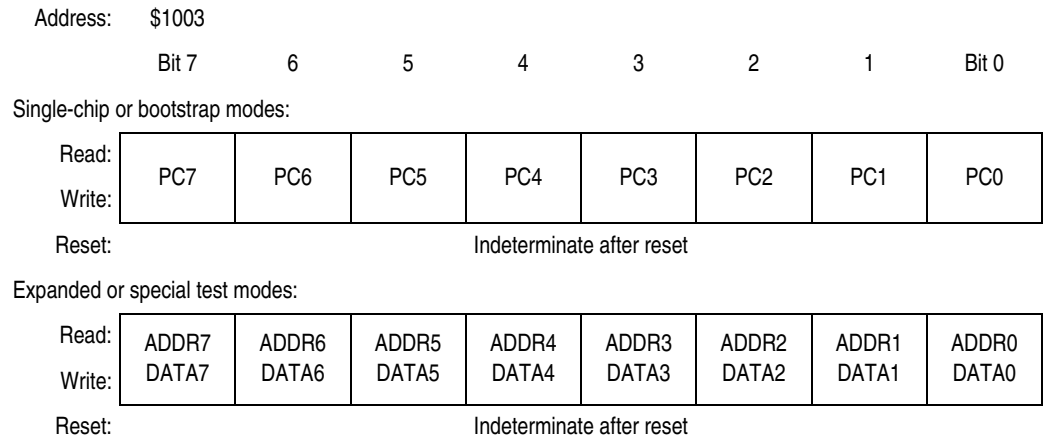 Address: $1003
Bit 7 6 5 4 3 2 1 Bit 0
Single-chip or bootstrap modes:
Read:
PC7 PC6 PC5 PC4 PC3 PC2 PC1 PC0
Write:
Reset: Indeterminate after reset
Expanded or special test modes:
Read: ADDR7 ADDR6 ADDR5 ADDR4 ADDR3 ADDR2 ADDR1 ADDR0
Write: DATA7 DATA6 DATA5 DATA4 DATA3 DATA2 DATA1 DATA0
Reset: Indeterminate after reset